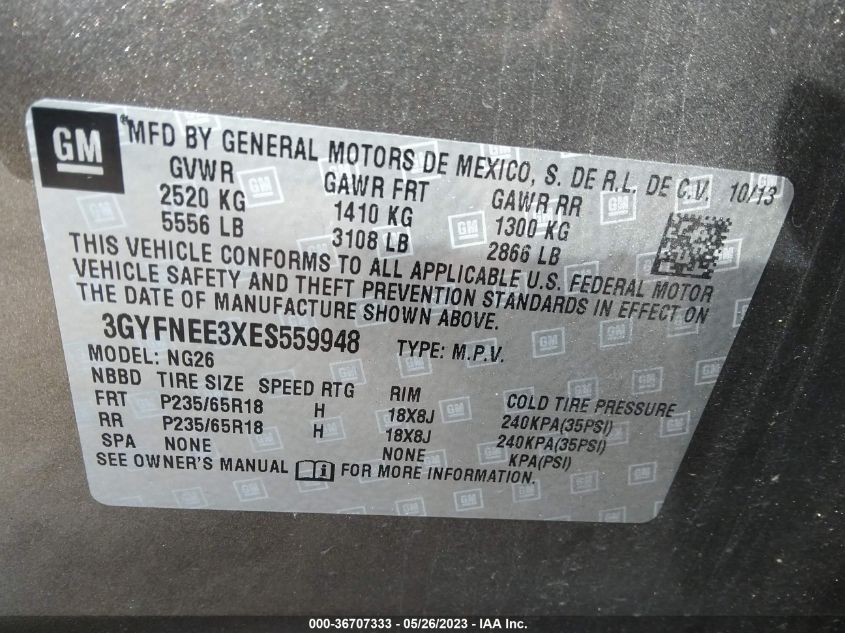 GM ®MFD BY GENERAL MOTORS DE MEXICO, S. DE R.L. DE C.V. 10/13
GVWR GAWR FRT GAWR RR
2520 KG 1410 KG 1300 KG
5556 LB 3108 LB 2866 LB
THIS VEHICLE CONFORMS TO ALL APPLICABLE U.S. FEDERAL MOTOR
VEHICLE SAFETY AND THEFT PREVENTION STANDARDS IN EFFECT ON
THE DATE OF MANUFACTURE SHOWN ABOVE.
3GYFNEE3XES559948 TYPE: M.P.V.
MODEL: NG26
NBBD TIRE SIZE SPEED RTG RIM COLD TIRE PRESSURE
FRT P235/65R18 H 18X8J 240KPA(35PSI)
RR P235/65R18 H 18X8J 240KPA(35PSI)
SPA NONE NONE KPA(PSI)
SEE OWNER'S MANUAL FOR MORE INFORMATION.
000-36707333 - 05/26/2023 - IAA Inc.